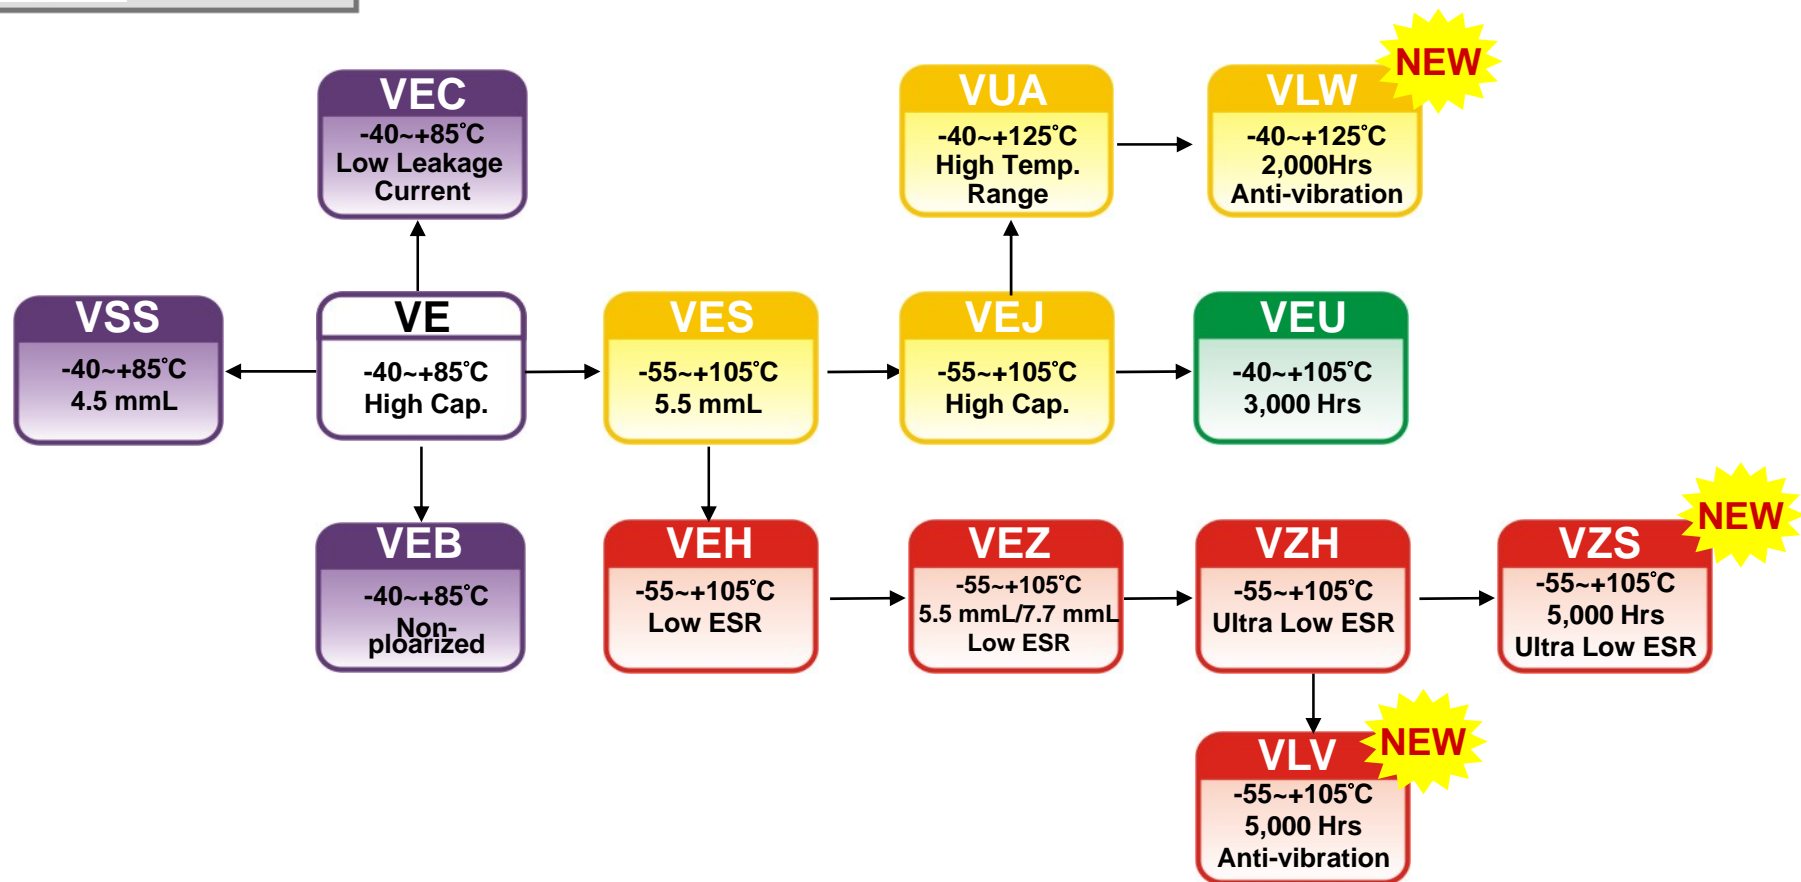 NEW
VEC
-40~+85°C
Low Leakage
Current
VUA
-40~+125°C
High Temp.
Range
VLW
-40~+125°C
2,000Hrs
Anti-vibration
VSS
-40~+85°C
4.5 mmL
VE
-40~+85°C
High Cap.
VES
-55~+105°C
5.5 mmL
VEJ
-55~+105°C
High Cap.
VEU
-40~+105°C
3,000 Hrs
NEW
VEB
-40~+85°C
Non-
ploarized
VEH
-55~+105°C
Low ESR
VEZ
-55~+105°C
5.5 mmL/7.7 mmL
Low ESR
VZH
-55~+105°C
Ultra Low ESR
VZS
-55~+105°C
5,000 Hrs
Ultra Low ESR
NEW
VLV
-55~+105°C
5,000 Hrs
Anti-vibration